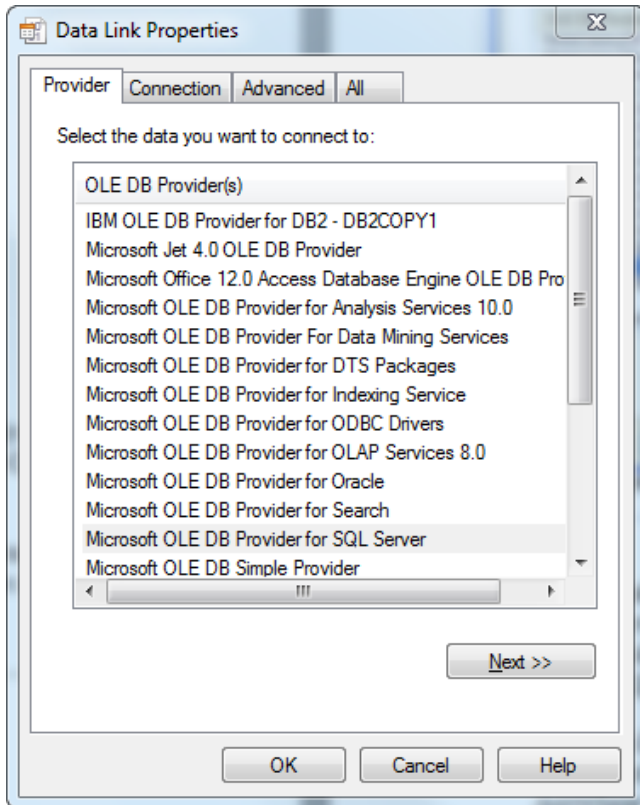 Data Link Properties
Provider Connection Advanced All
Select the data you want to connect to:
OLE DB Provider(s)
IBM OLE DB Provider for DB2 - DB2COPY1
Microsoft Jet 4.0 OLE DB Provider
Microsoft Office 12.0 Access Database Engine OLE DB Pro
Microsoft OLE DB Provider for Analysis Services 10.0
Microsoft OLE DB Provider For Data Mining Services
Microsoft OLE DB Provider for DTS Packages
Microsoft OLE DB Provider for Indexing Service
Microsoft OLE DB Provider for ODBC Drivers
Microsoft OLE DB Provider for OLAP Services 8.0
Microsoft OLE DB Provider for Oracle
Microsoft OLE DB Provider for Search
Microsoft OLE DB Provider for SQL Server
Microsoft OLE DB Simple Provider
Next >>
OK Cancel Help